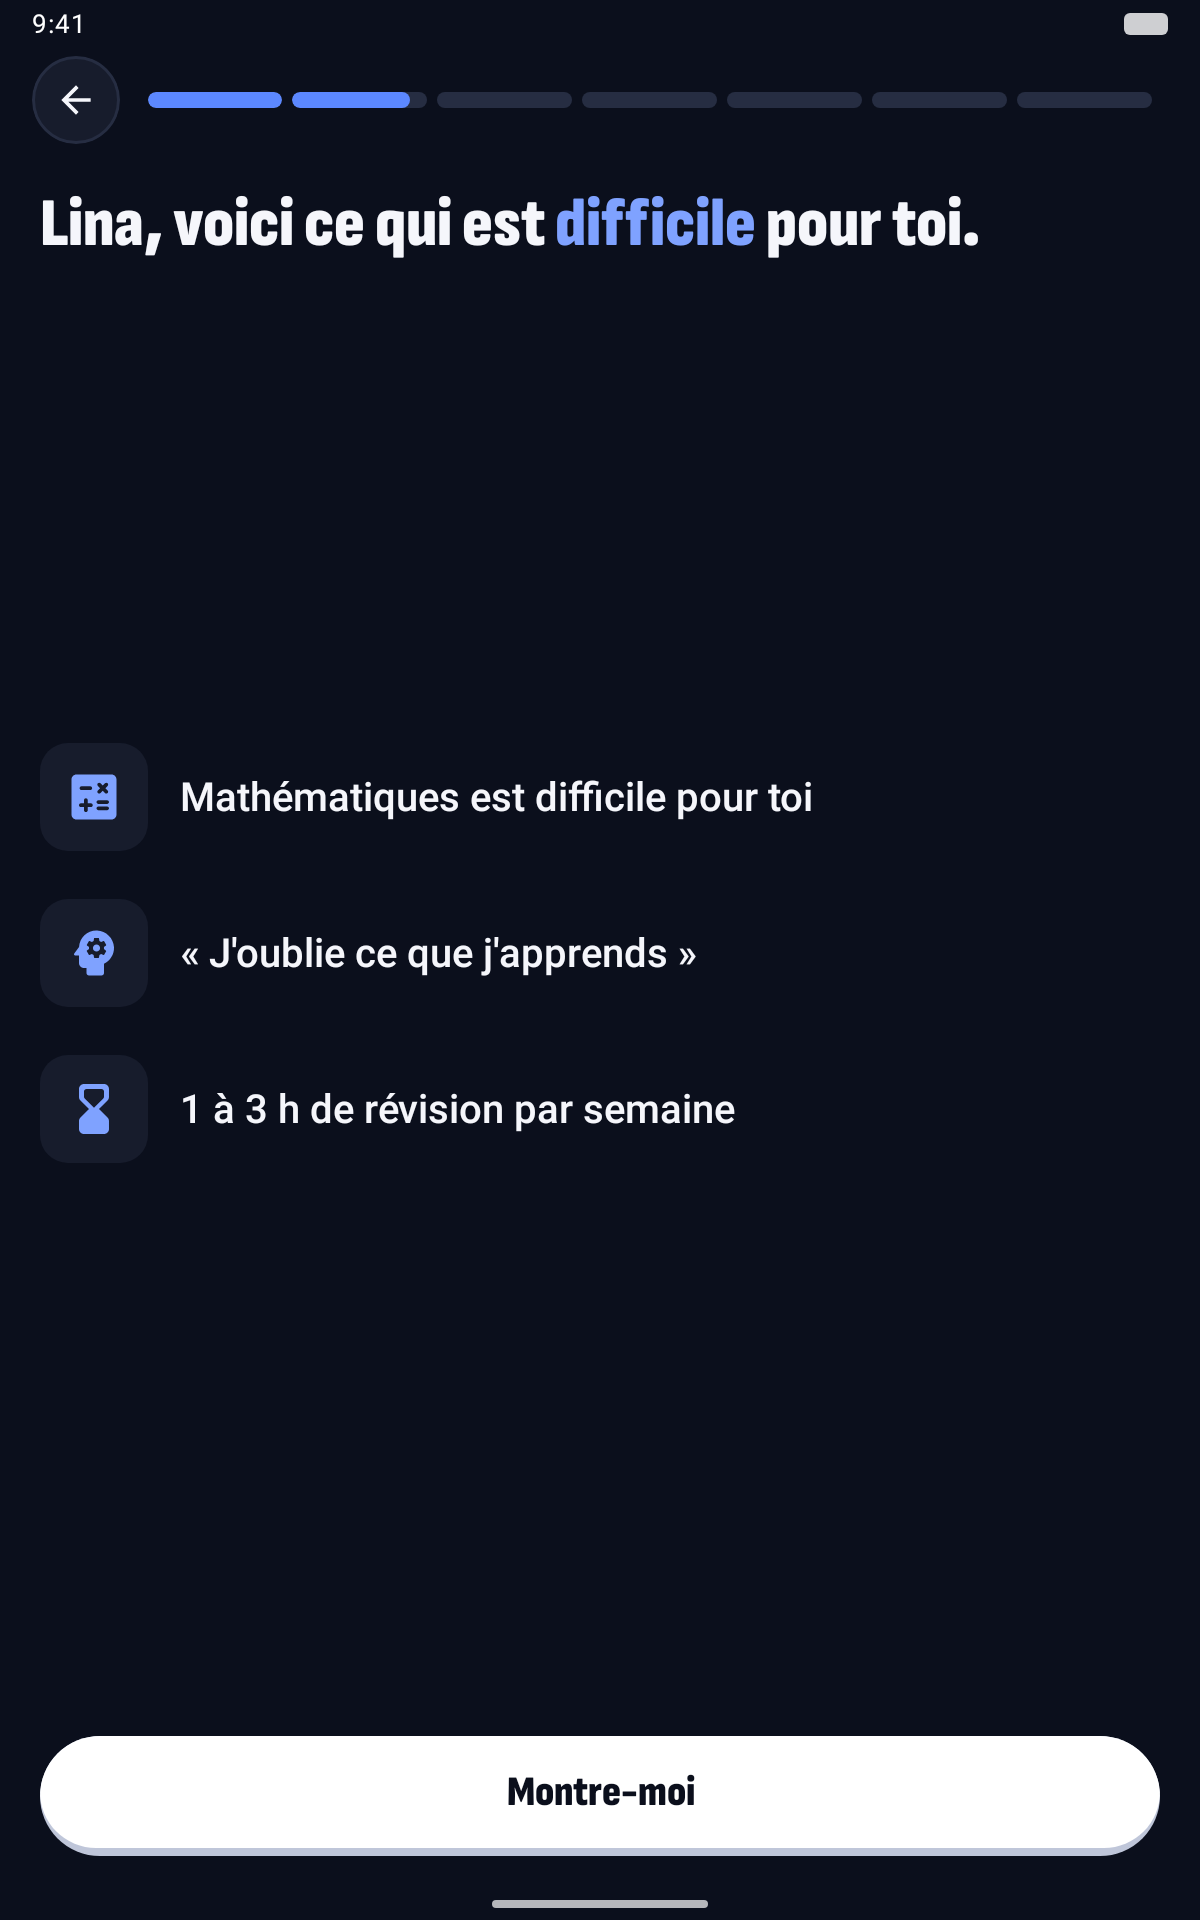 9:41
Lina, voici ce qui est difficile pour toi.
Mathématiques est difficile pour toi
« J'oublie ce que j'apprends »
1 à 3 h de révision par semaine
Montre-moi